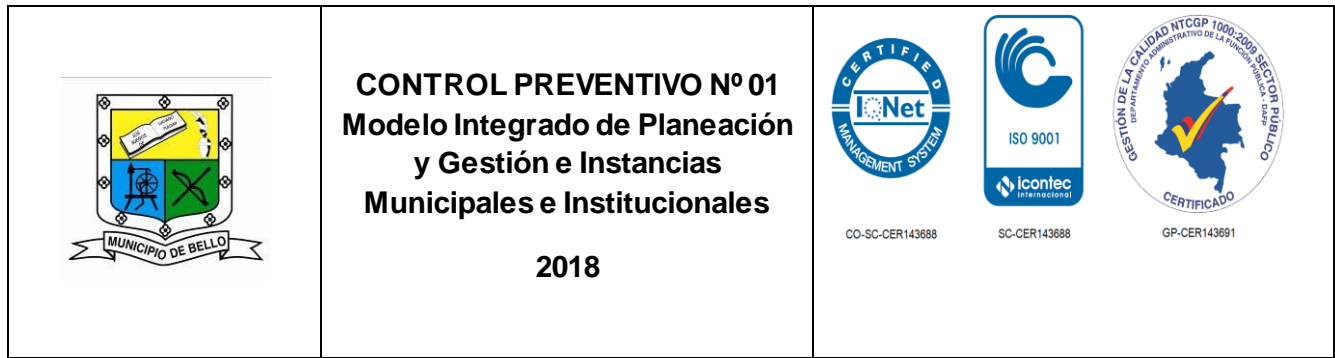 MUNICIPIO DE BELLO
CONTROL PREVENTIVO Nº 01
Modelo Integrado de Planeación
y Gestión e Instancias
Municipales e Institucionales
2018
CERTIFIED
IQNet
MANAGEMENT SYSTEM
CO-SC-CER143688
ISO 9001
icontec
internacional
SC-CER143688
GESTIÓN DE LA CALIDAD NTCGP 1000:2009 SECTOR PÚBLICO
DEPARTAMENTO ADMINISTRATIVO DE LA FUNCIÓN PÚBLICA - DAFP
CERTIFICADO
GP-CER143691